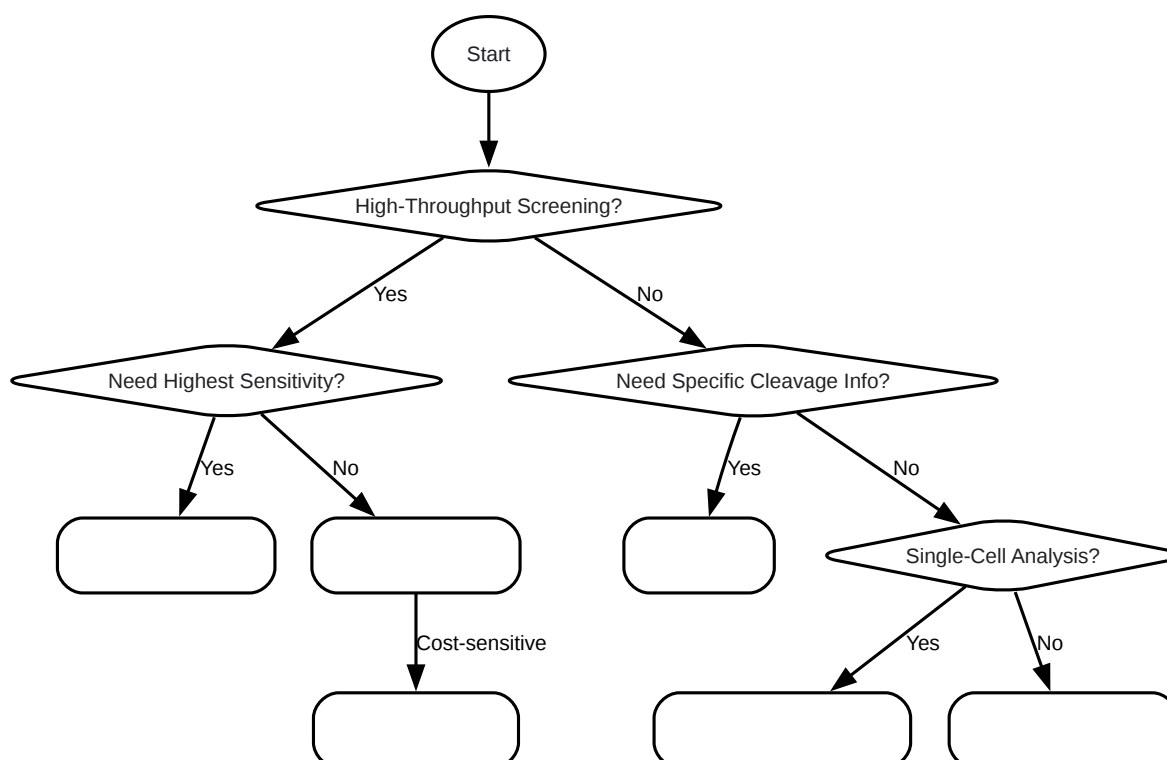 Start
High-Throughput Screening?
Yes
No
Need Highest Sensitivity?
Need Specific Cleavage Info?
Yes
No
Yes
No
Single-Cell Analysis?
Cost-sensitive
Yes
No